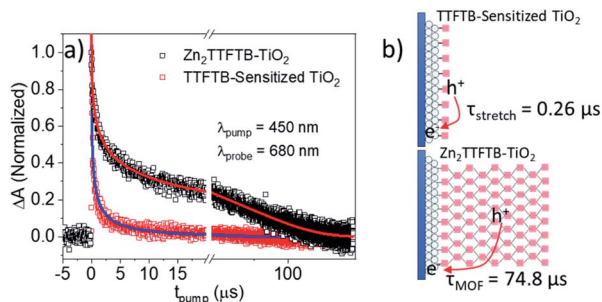 a)
Zn₂TTFTB-TiO₂
TTFTB-Sensitized TiO₂
λpump = 450 nm
λprobe = 680 nm
ΔA (Normalized)
1.0
0.8
0.6
0.4
0.2
0.0
-5 0 5 10 15 100
tpump (μs)
b)
TTFTB-Sensitized TiO₂
h⁺
e⁻
τstretch = 0.26 μs
Zn₂TTFTB-TiO₂
h⁺
e⁻
τMOF = 74.8 μs